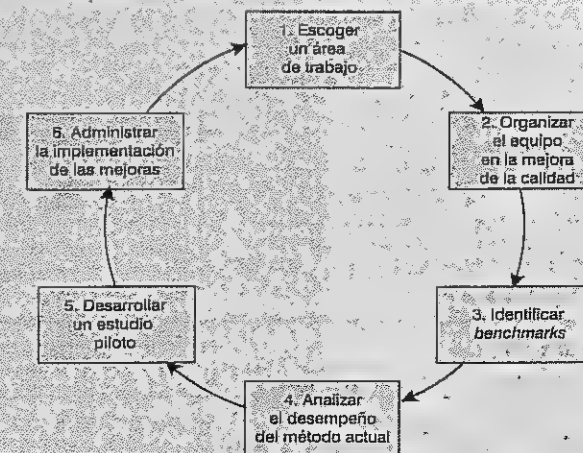 1. Escoger
un área
de trabajo
2. Organizar
el equipo
en la mejora
de la calidad
3. Identificar
benchmarks
4. Analizar
el desempeño
del método actual
5. Desarrollar
un estudio
piloto
6. Administrar
la implementación
de las mejoras